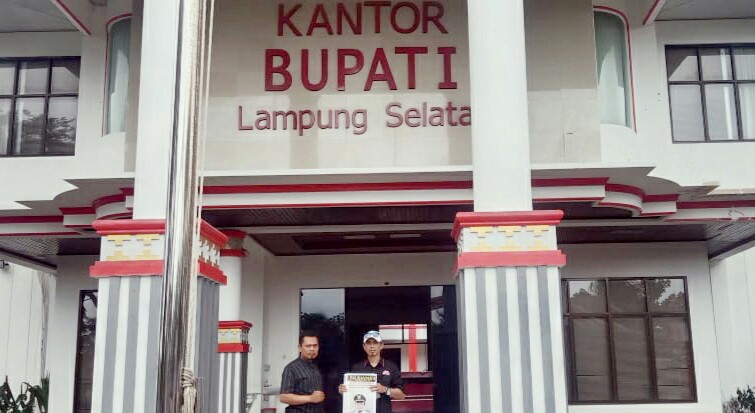 KANTOR
BUPATI
Lampung Selata